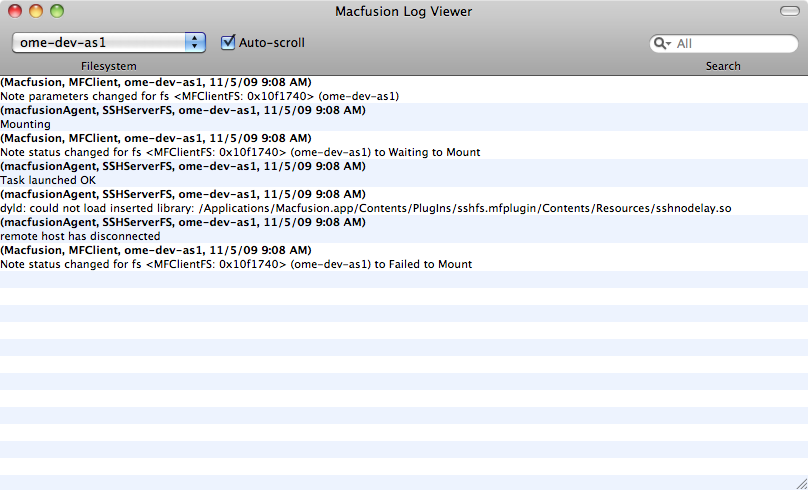 Macfusion Log Viewer
ome-dev-as1
Auto-scroll
All
Filesystem
Search
(Macfusion, MFClient, ome-dev-as1, 11/5/09 9:08 AM)
Note parameters changed for fs <MFClientFS: 0x10f1740> (ome-dev-as1)
(macfusionAgent, SSHServerFS, ome-dev-as1, 11/5/09 9:08 AM)
Mounting
(Macfusion, MFClient, ome-dev-as1, 11/5/09 9:08 AM)
Note status changed for fs <MFClientFS: 0x10f1740> (ome-dev-as1) to Waiting to Mount
(macfusionAgent, SSHServerFS, ome-dev-as1, 11/5/09 9:08 AM)
Task launched OK
(macfusionAgent, SSHServerFS, ome-dev-as1, 11/5/09 9:08 AM)
dyld: could not load inserted library: /Applications/Macfusion.app/Contents/PlugIns/sshfs.mfplugin/Contents/Resources/sshnodelay.so
(macfusionAgent, SSHServerFS, ome-dev-as1, 11/5/09 9:08 AM)
remote host has disconnected
(Macfusion, MFClient, ome-dev-as1, 11/5/09 9:08 AM)
Note status changed for fs <MFClientFS: 0x10f1740> (ome-dev-as1) to Failed to Mount